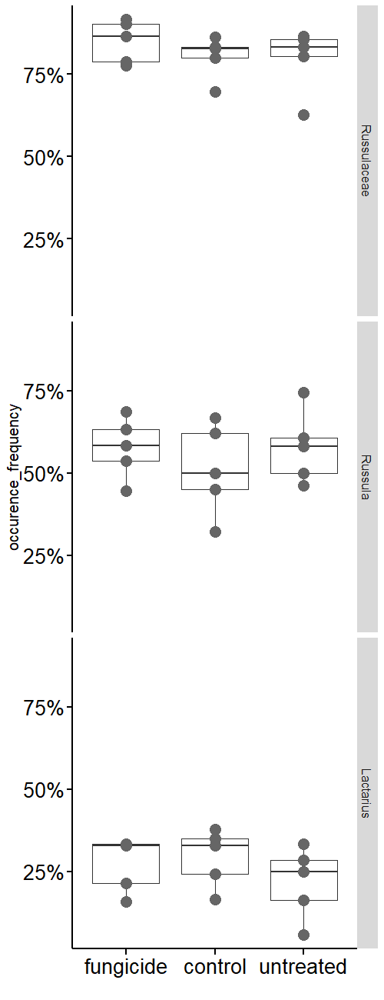 75%
50%
25%
Russulaceae
75%
50%
25%
Russula
occurence_frequency
75%
50%
25%
Lactarius
fungicide control untreated